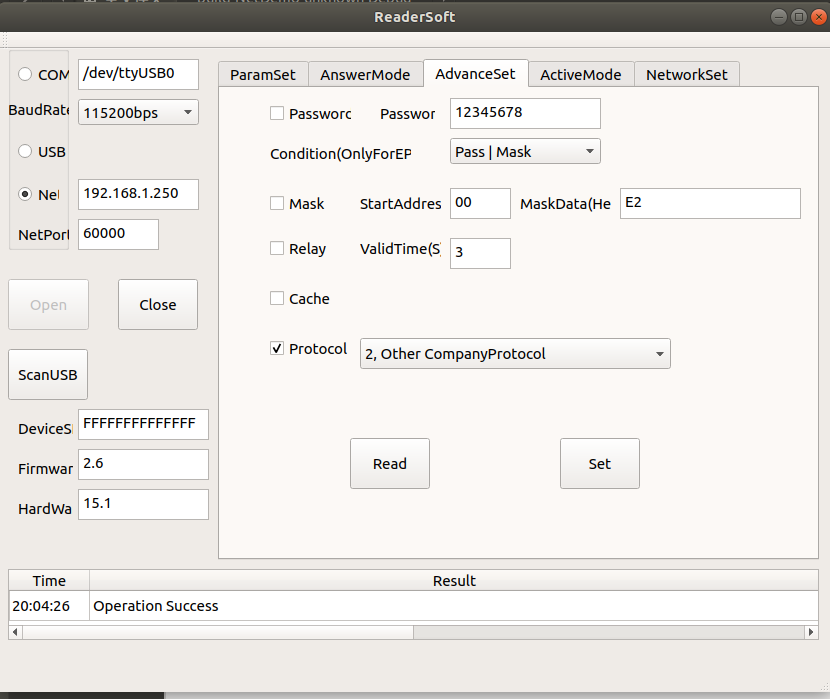 ReaderSoft
COM
/dev/ttyUSB0
BaudRate
115200bps
USB
Net
192.168.1.250
NetPort
60000
Open
Close
ScanUSB
DeviceS
FFFFFFFFFFFFFF
Firmwar
2.6
HardWa
15.1
ParamSet
AnswerMode
AdvanceSet
ActiveMode
NetworkSet
Password
Passwor
12345678
Condition(OnlyForEP
Pass | Mask
Mask
StartAddres
00
MaskData(He
E2
Relay
ValidTime(S
3
Cache
Protocol
2, Other CompanyProtocol
Read
Set
Time Result
20:04:26 Operation Success